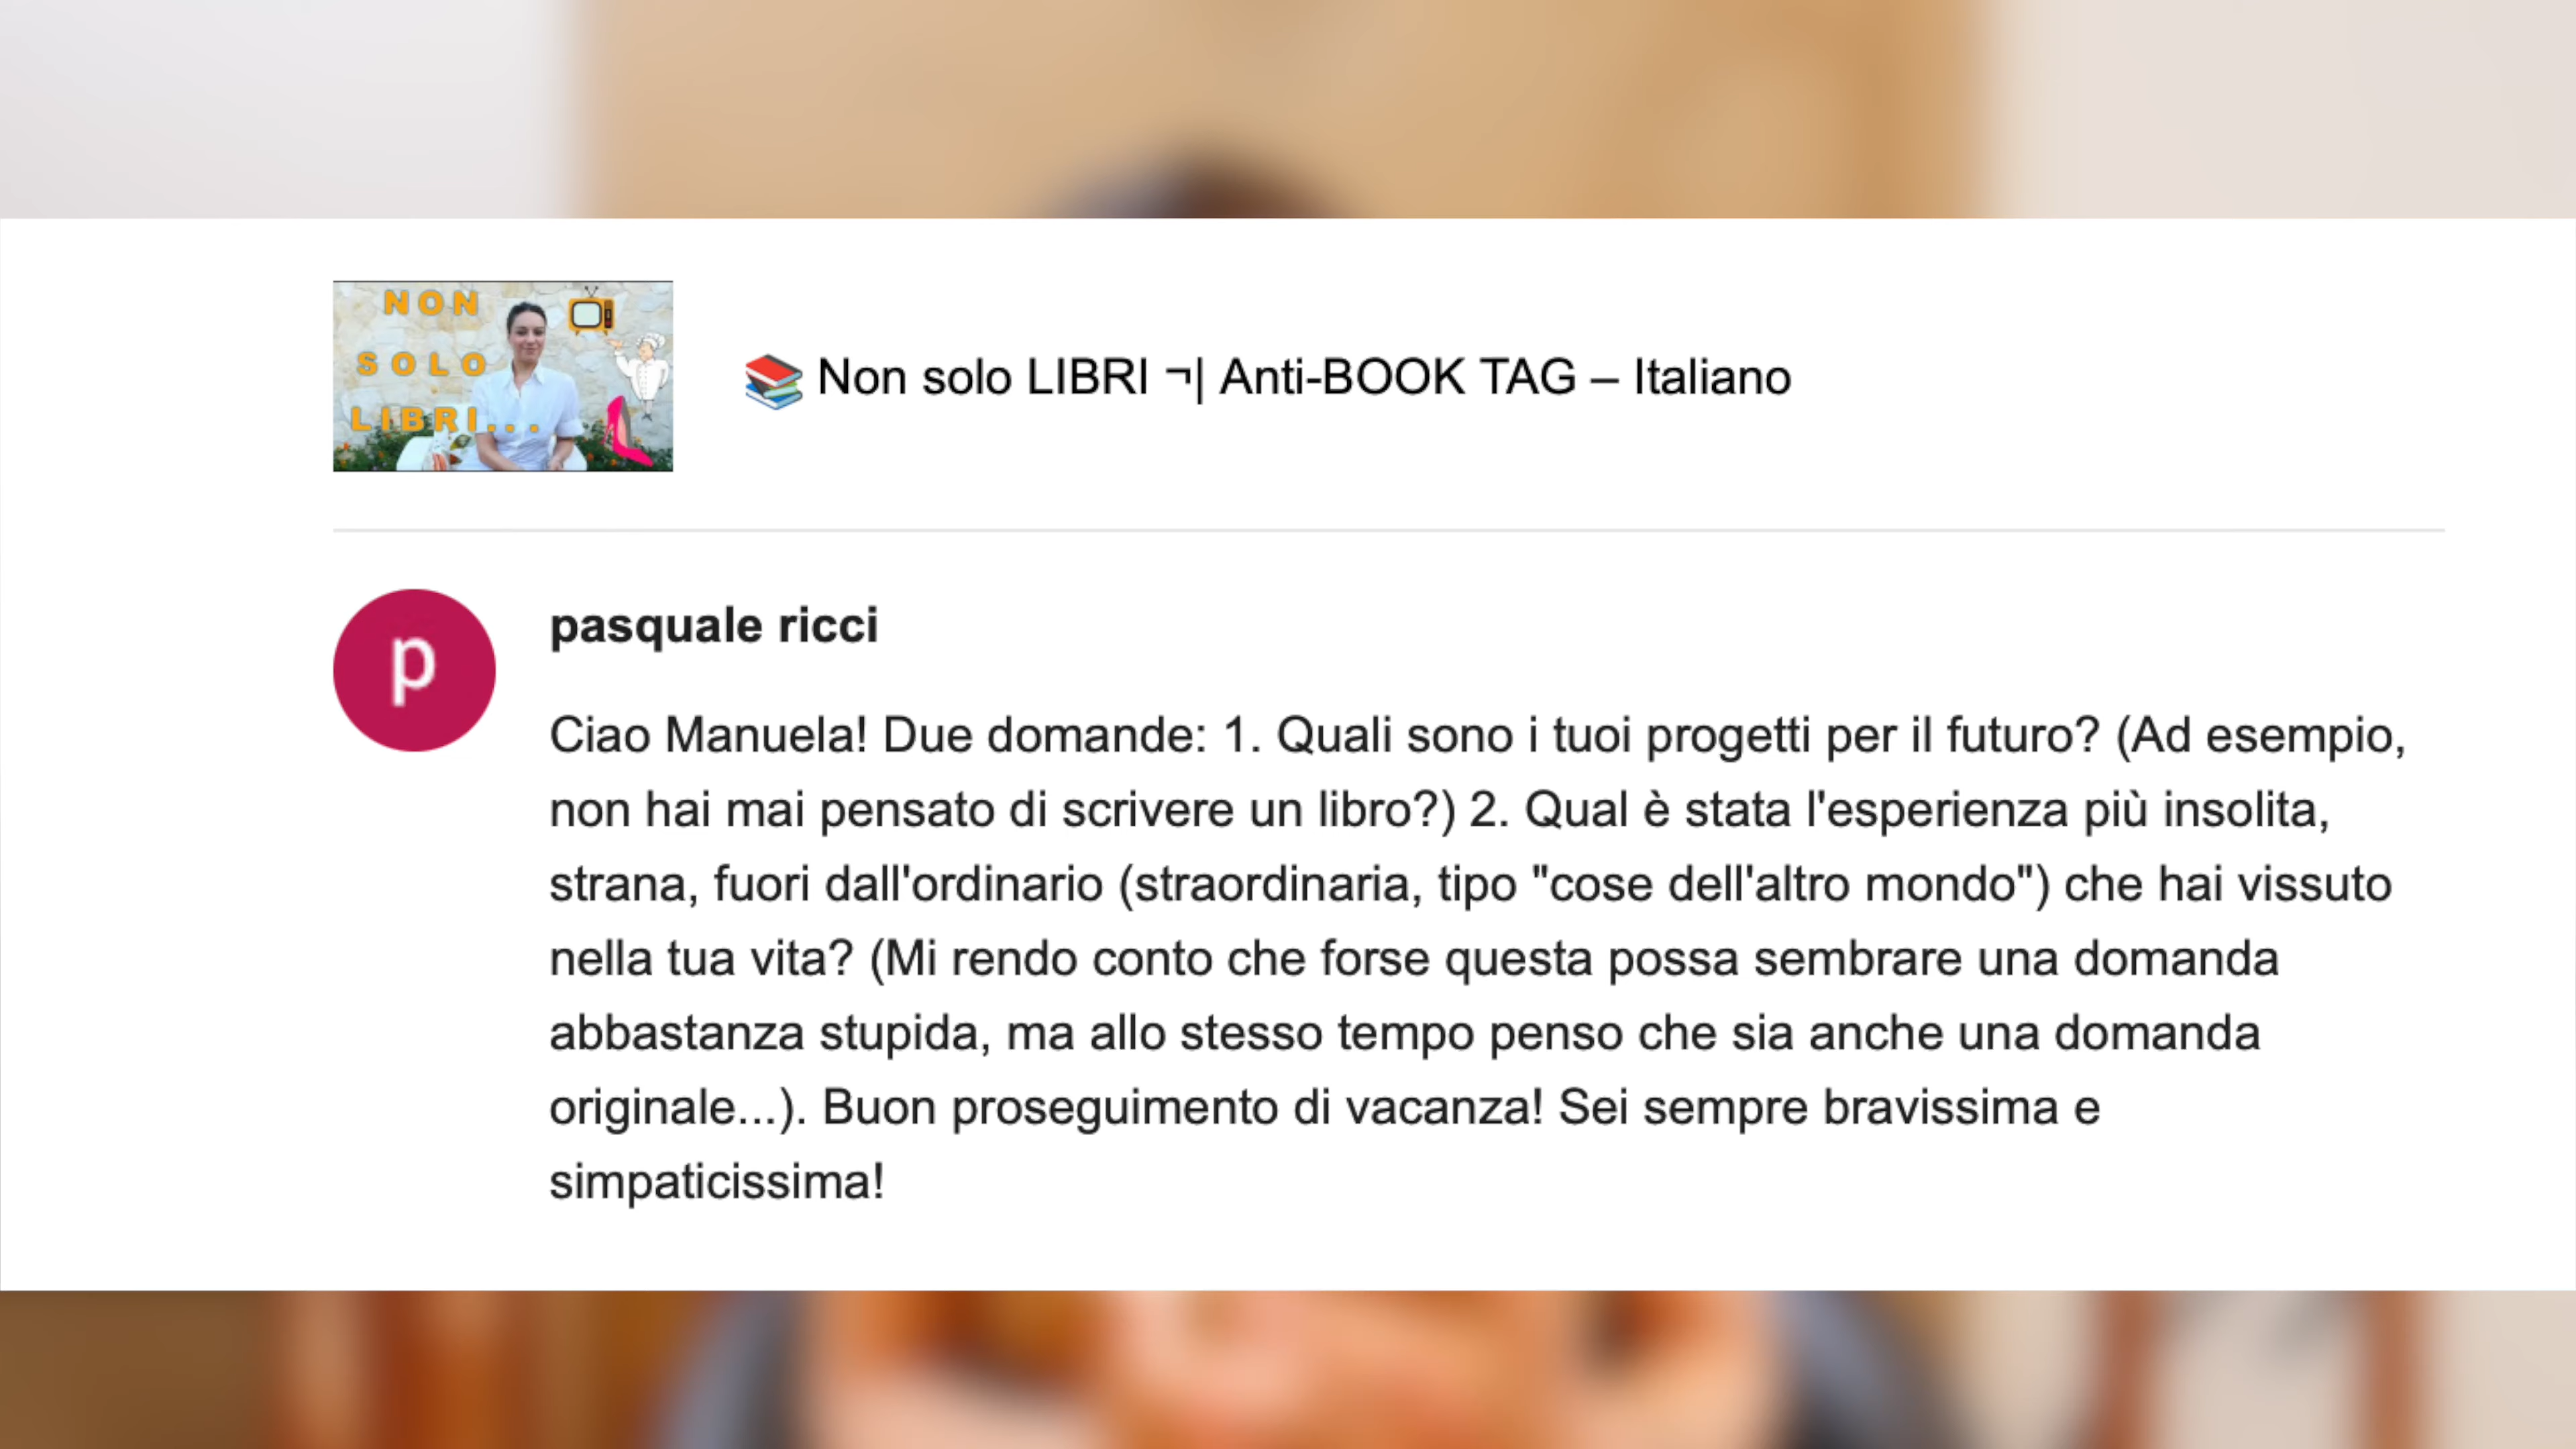 NON
SOLO
LIBRI...
📚 Non solo LIBRI ¬| Anti-BOOK TAG – Italiano
p
pasquale ricci
Ciao Manuela! Due domande: 1. Quali sono i tuoi progetti per il futuro? (Ad esempio,
non hai mai pensato di scrivere un libro?) 2. Qual è stata l'esperienza più insolita,
strana, fuori dall'ordinario (straordinaria, tipo "cose dell'altro mondo") che hai vissuto
nella tua vita? (Mi rendo conto che forse questa possa sembrare una domanda
abbastanza stupida, ma allo stesso tempo penso che sia anche una domanda
originale...). Buon proseguimento di vacanza! Sei sempre bravissima e
simpaticissima!